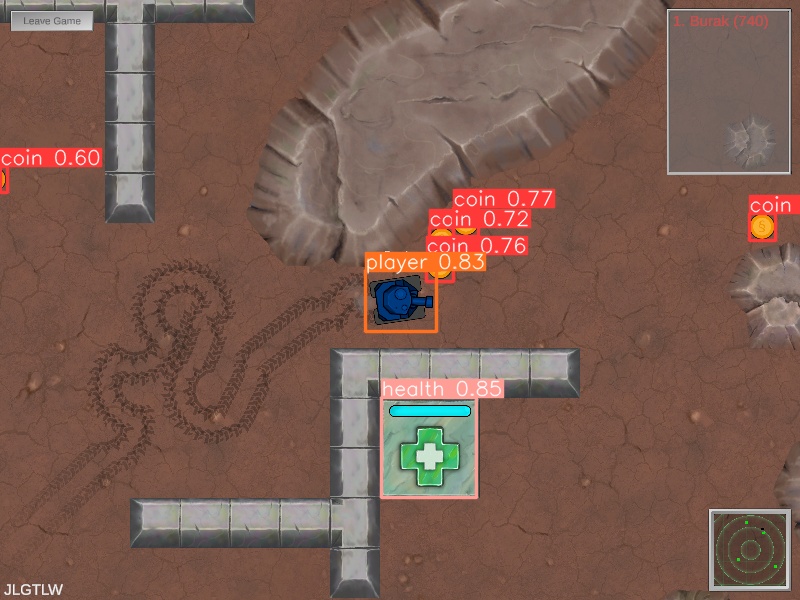 Leave Game
1. Burak (740)
coin 0.60
coin 0.77
coin 0.72
coin
coin 0.76
player 0.83
health 0.85
JLGTLW